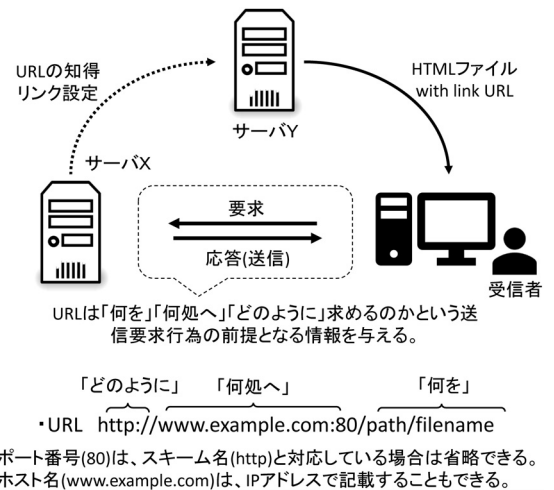 URLの知得
リンク設定
サーバY
HTMLファイル
with link URL
サーバX
要求
応答(送信)
受信者
URLは「何を」「何処へ」「どのように」求めるのかという送
信要求行為の前提となる情報を与える。
「どのように」 「何処へ」 「何を」
・URL http://www.example.com:80/path/filename
ポート番号(80)は、スキーム名(http)と対応している場合は省略できる。
ホスト名(www.example.com)は、IPアドレスで記載することもできる。